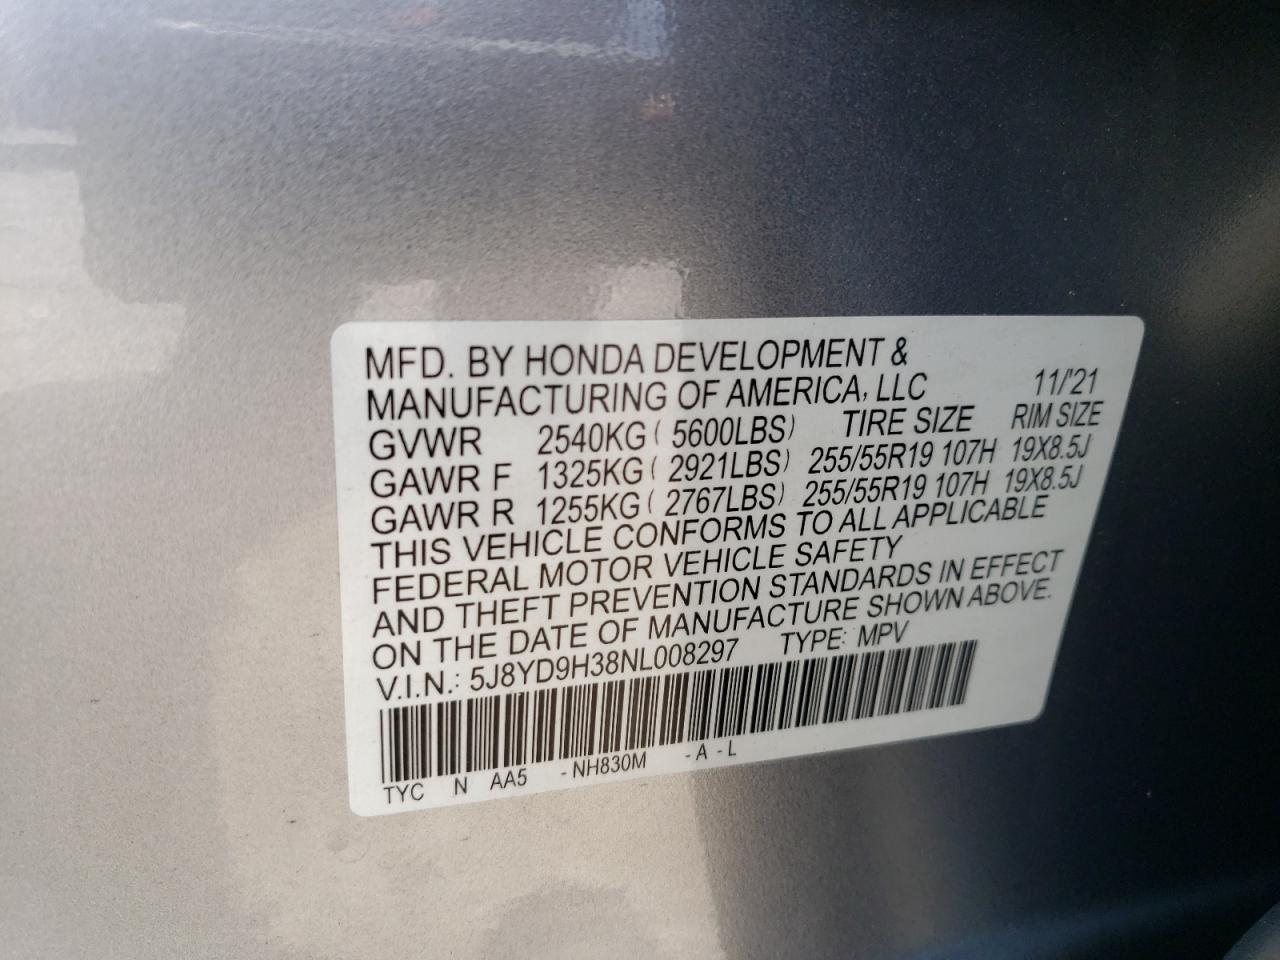 MFD. BY HONDA DEVELOPMENT &
MANUFACTURING OF AMERICA, LLC 11/'21
GVWR 2540KG ( 5600LBS) TIRE SIZE RIM SIZE
GAWR F 1325KG ( 2921LBS) 255/55R19 107H 19X8.5J
GAWR R 1255KG ( 2767LBS) 255/55R19 107H 19X8.5J
THIS VEHICLE CONFORMS TO ALL APPLICABLE
FEDERAL MOTOR VEHICLE SAFETY
AND THEFT PREVENTION STANDARDS IN EFFECT
ON THE DATE OF MANUFACTURE SHOWN ABOVE.
V.I.N.: 5J8YD9H38NL008297 TYPE: MPV
TYC N AA5 -NH830M -A-L